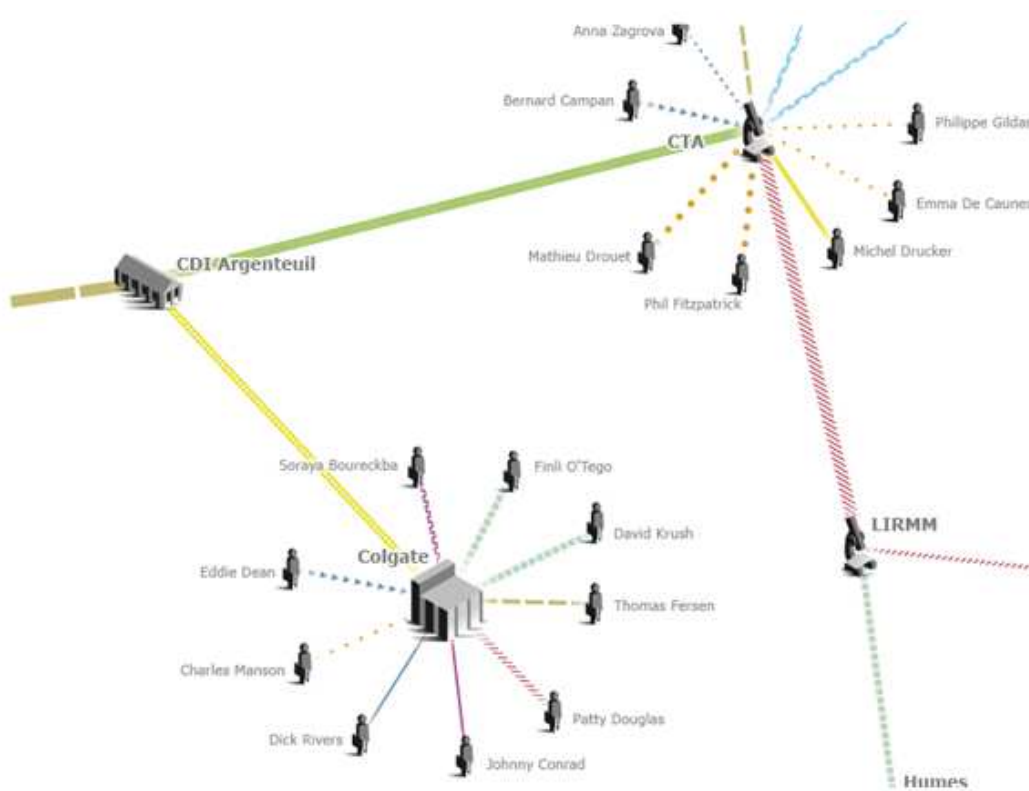 Anna Zagrova
Bernard Campan
Philippe Gildas
CTA
Emma De Caunes
Mathieu Drouet
Michel Drucker
CDI Argenteuil
Phil Fitzpatrick
Soraya Boureckba
Finli O'Tego
LIRMM
David Krush
Colgate
Eddie Dean
Thomas Fersen
Charles Manson
Patty Douglas
Dick Rivers
Johnny Conrad
Humes